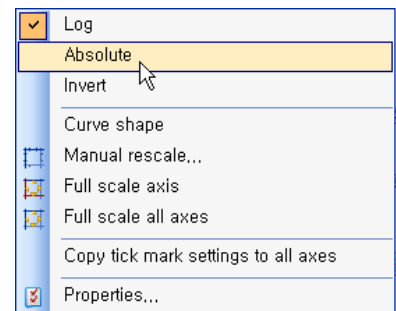 Log
Absolute
Invert
Curve shape
Manual rescale...
Full scale axis
Full scale all axes
Copy tick mark settings to all axes
Properties...